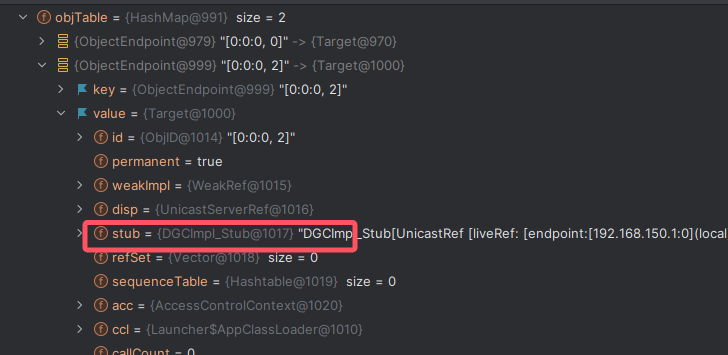 objTable = {HashMap@991} size = 2
{ObjectEndpoint@979} "[0:0:0, 0]" -> {Target@970}
{ObjectEndpoint@999} "[0:0:0, 2]" -> {Target@1000}
key = {ObjectEndpoint@999} "[0:0:0, 2]"
value = {Target@1000}
f id = {ObjID@1014} "[0:0:0, 2]"
f permanent = true
f weakImpl = {WeakRef@1015}
f disp = {UnicastServerRef@1016}
f stub = {DGCImpl_Stub@1017} "DGCImpl_Stub[UnicastRef [liveRef: [endpoint:[192.168.150.1:0](local
f refSet = {Vector@1018} size = 0
f sequenceTable = {Hashtable@1019} size = 0
f acc = {AccessControlContext@1020}
f ccl = {Launcher$AppClassLoader@1010}
f callCount = 0